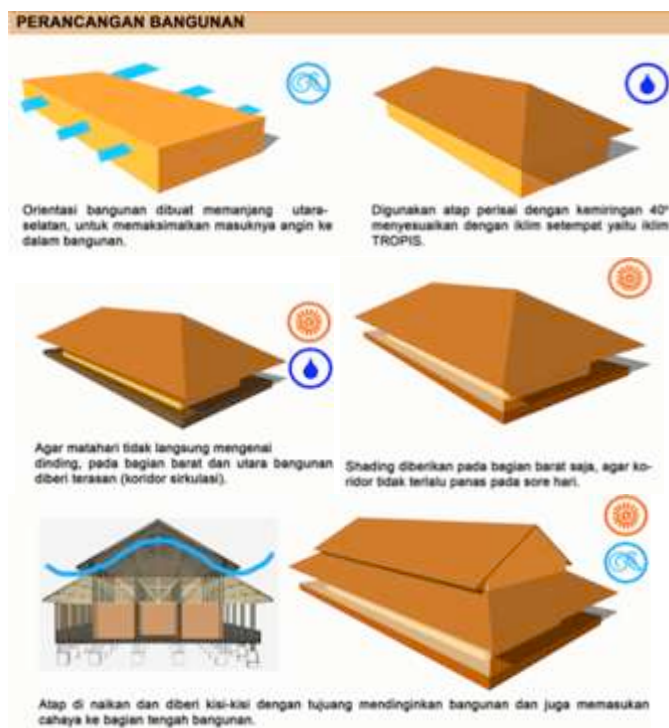 PERANCANGAN BANGUNAN
Orientasi bangunan dibuat memanjang utara-
selatan, untuk memaksimalkan masuknya angin ke
dalam bangunan.
Digunakan atap perisai dengan kemiringan 40°
menyesuaikan dengan iklim setempat yaitu iklim
TROPIS.
Agar matahari tidak langsung mengenai
dinding, pada bagian barat dan utara bangunan
diberi terasan (koridor sirkulasi).
Shading diberikan pada bagian barat saja, agar ko-
ridor tidak terlalu panas pada sore hari.
Atap di naikan dan diberi kisi-kisi dengan tujuang mendinginkan bangunan dan juga memasukan
cahaya ke bagian tengah bangunan.